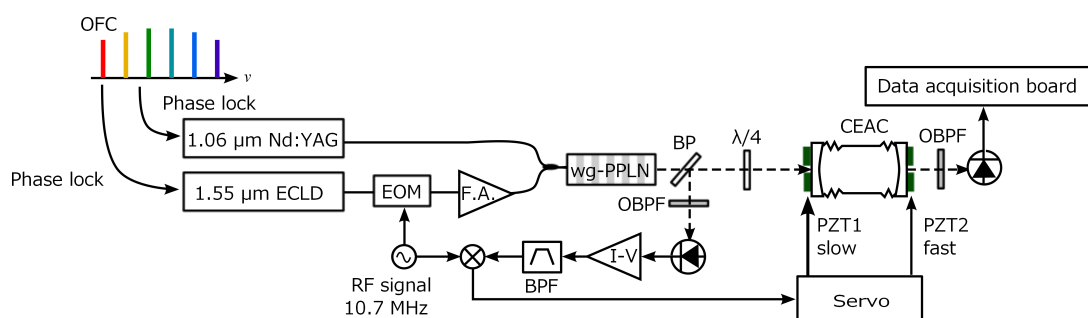 OFC
ν
Phase lock
1.06 μm Nd:YAG
Phase lock
1.55 μm ECLD
EOM
F.A.
wg-PPLN
BP
λ/4
CEAC
OBPF
Data acquisition board
OBPF
PZT1
slow
PZT2
fast
I-V
BPF
RF signal
10.7 MHz
Servo